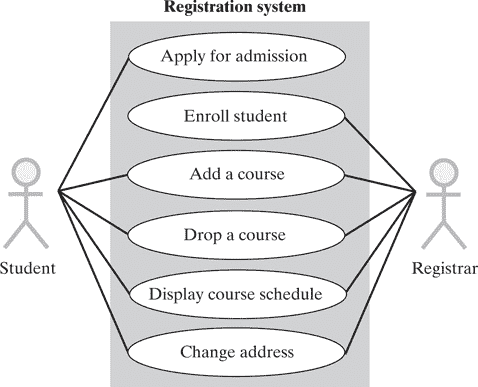 Registration system
Apply for admission
Enroll student
Add a course
Drop a course
Student
Registrar
Display course schedule
Change address